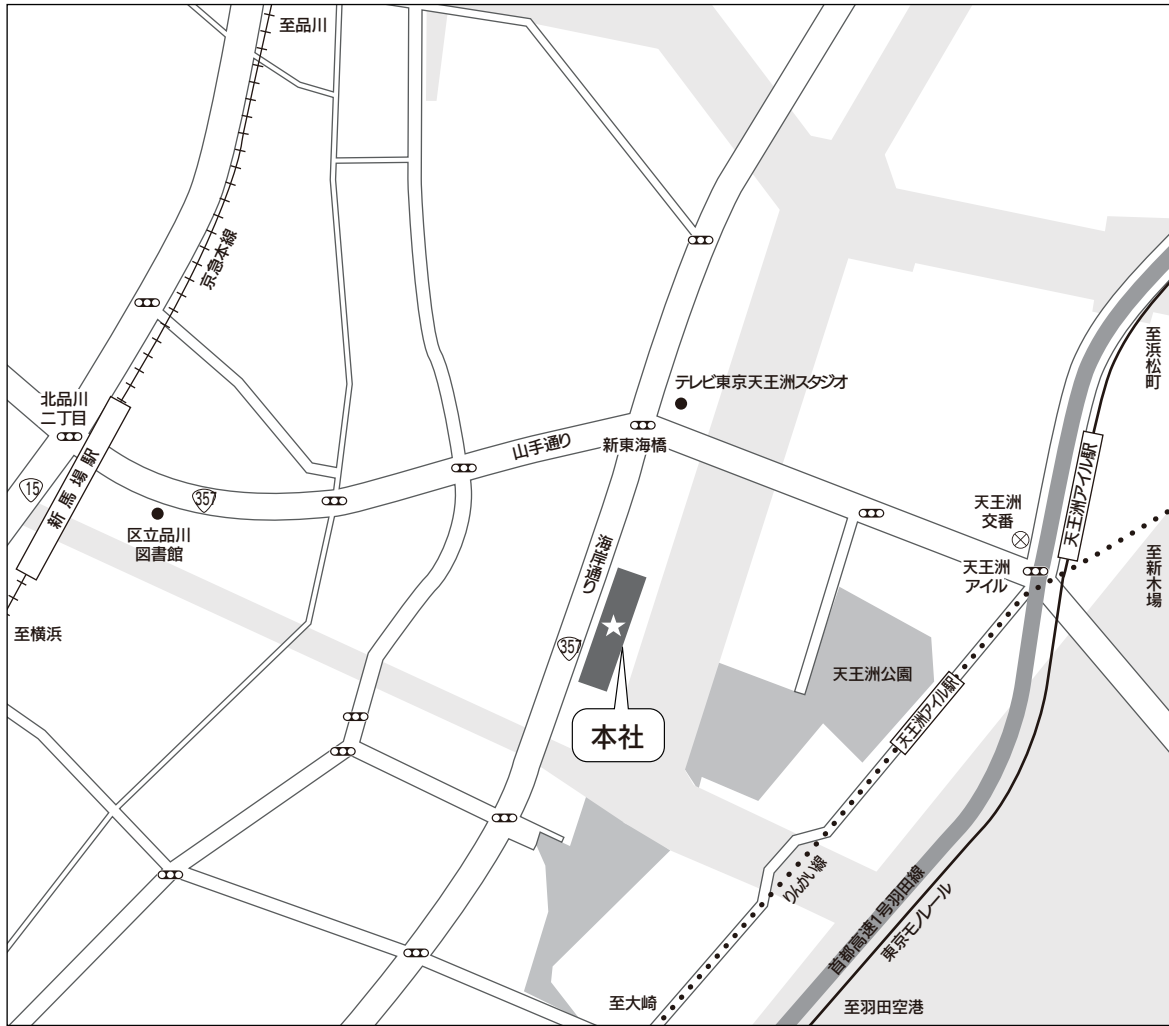 至品川
京急本線
至浜松町
北品川
二丁目
テレビ東京天王洲スタジオ
山手通り
新東海橋
新馬場駅
15
357
区立品川
図書館
天王洲
交番
天王洲アイル駅
天王洲
アイル
至新木場
海岸通り
至横浜
357
天王洲公園
天王洲アイル駅
本社
りんかい線
首都高速1号羽田線
東京モノレール
至大崎
至羽田空港